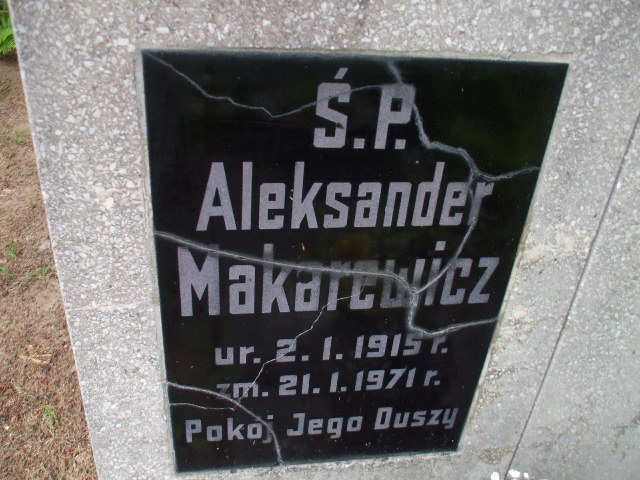 Ś.P.
Aleksander
Makarewicz
ur. 2.1.1915 r.
zm. 21.1.1971 r.
Pokój Jego Duszy